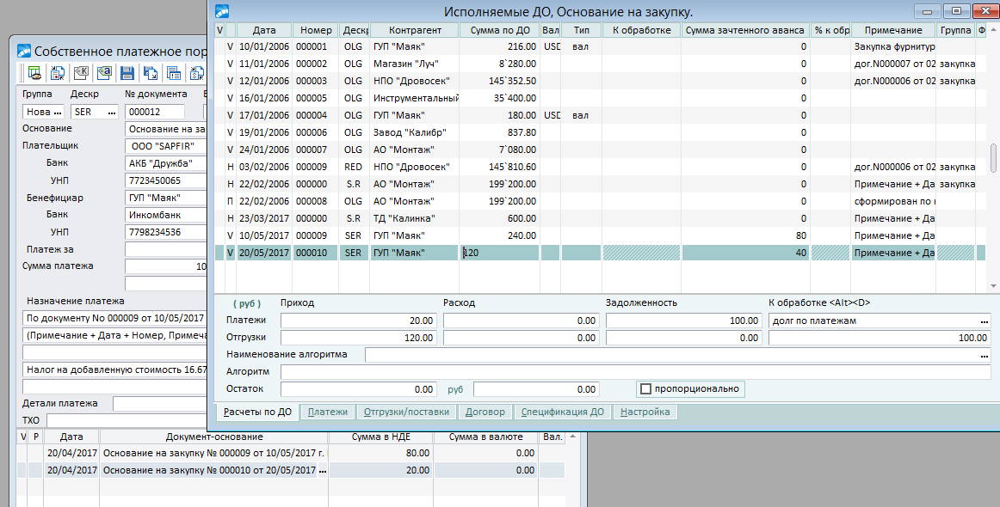 Исполняемые ДО, Основание на закупку.
V Дата Номер Дескр Контрагент Сумма по ДО Вал Тип К обработке Сумма зачтенного аванса % к обр Примечание Группа Ф
V 10/01/2006 000001 OLG ГУП "Маяк" 216.00 USD вал 0 Закупка фурнитур
V 11/01/2006 000002 OLG Магазин "Луч" 8`280.00 0 дог.N000007 от 02 закупка
V 12/01/2006 000003 OLG НПО "Дровосек" 145`352.50 0 дог.N000006 от 02 закупка
V 16/01/2006 000005 OLG Инструментальный 35`400.00 0
V 17/01/2006 000004 OLG ГУП "Маяк" 180.00 USD вал 0
V 19/01/2006 000006 OLG Завод "Калибр" 837.80 0
V 24/01/2006 000007 OLG АО "Монтаж" 7`080.00 0
Н 03/02/2006 000009 RED НПО "Дровосек" 145`810.60 0 дог.N000006 от 02 закупка
Н 22/02/2006 000000 S.R АО "Монтаж" 199`200.00 0 Примечание + Да закупка
П 22/02/2006 000008 OLG АО "Монтаж" 199`200.00 0 сформирован по
Н 23/03/2017 000000 S.R ТД "Калинка" 600.00 0 Примечание + Да
V 10/05/2017 000009 SER ГУП "Маяк" 240.00 80 Примечание + Да
V 20/05/2017 000010 SER ГУП "Маяк" 120 40 Примечание + Да
( руб ) Приход Расход Задолженность К обработке <Alt><D>
Платежи 20.00 0.00 100.00 долг по платежам ...
Отгрузки 120.00 0.00 0.00 100.00
Наименование алгоритма ...
Алгоритм
Остаток 0.00 руб 0.00 пропорционально
Расчеты по ДО Платежи Отгрузки/поставки Договор Спецификация ДО Настройка
Собственное платежное пор
Группа Дескр № документа
Нова ... SER ... 000012
Основание Основание на за
Плательщик ООО "SAPFIR"
Банк АКБ "Дружба"
УНП 7723450065
Бенефициар ГУП "Маяк"
Банк Инкомбанк
УНП 7798234536
Платеж за
Сумма платежа 10
Назначение платежа
По документу No 000009 от 10/05/2017
(Примечание + Дата + Номер, Примеча
Налог на добавленную стоимость 16.67
Детали платежа
ТХО
V Р Дата Документ-основание Сумма в НДЕ Сумма в валюте Вал.
20/04/2017 Основание на закупку № 000009 от 10/05/2017 г. 80.00 0.00
20/04/2017 Основание на закупку № 000010 от 20/05/2017 ... 20.00 0.00